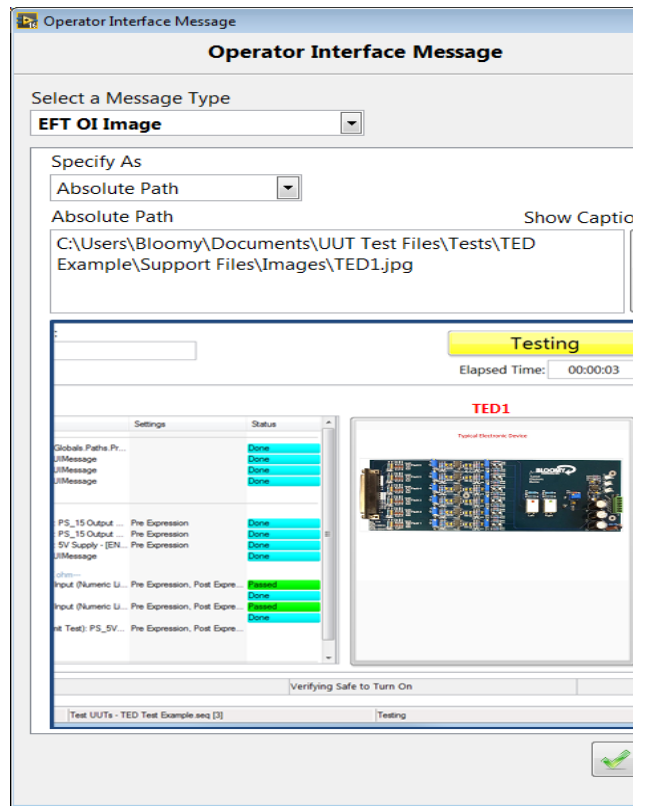 Operator Interface Message
Operator Interface Message
Select a Message Type
EFT OI Image
Specify As
Absolute Path
Absolute Path
Show Captio
C:\Users\Bloomy\Documents\UUT Test Files\Tests\TED
Example\Support Files\Images\TED1.jpg
Testing
Elapsed Time: 00:00:03
TED1
Settings Status
Typical Electronic Device
Globals.Paths.Pr... Done
UIMessage Done
UIMessage Done
UIMessage Done
BLOOMY
: PS_15 Output ... Pre Expression Done
: PS_15 Output ... Pre Expression Done
: 5V Supply - [EN... Pre Expression Done
UIMessage Done
ohm---
Input (Numeric Li... Pre Expression, Post Expre... Passed
Done
Input (Numeric Li... Pre Expression, Post Expre... Passed
Done
nit Test): PS_5V... Pre Expression, Post Expre...
Verifying Safe to Turn On
Test UUTs - TED Test Example.seq [3] Testing